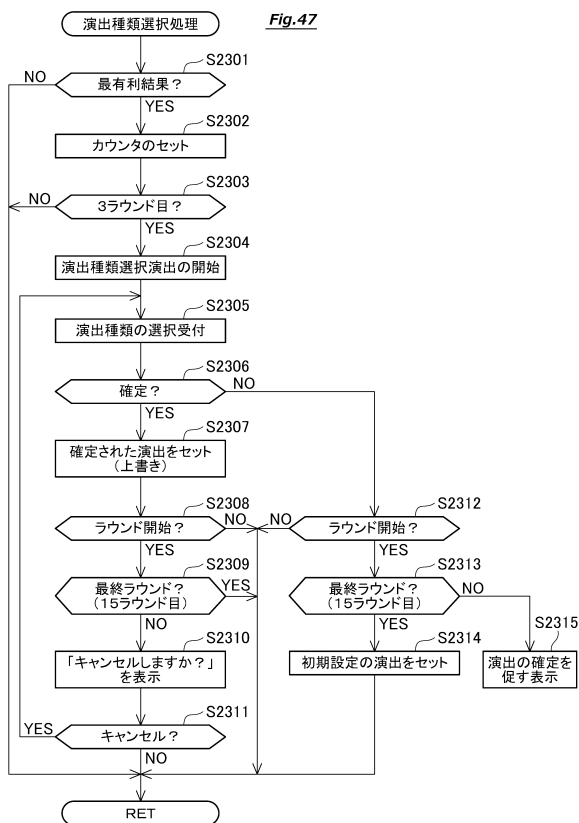 演出種類選択処理
Fig.47
S2301
最有利結果？
NO
YES
S2302
カウンタのセット
S2303
3ラウンド目？
NO
YES
S2304
演出種類選択演出の開始
S2305
演出種類の選択受付
S2306
確定？
NO
YES
S2307
確定された演出をセット
(上書き)
S2308
ラウンド開始？
NO
YES
S2312
NO
ラウンド開始？
YES
S2309
最終ラウンド？
(15ラウンド目)
YES
NO
S2313
最終ラウンド？
(15ラウンド目)
NO
YES
S2310
「キャンセルしますか？」
を表示
S2314
初期設定の演出をセット
S2315
演出の確定を
促す表示
S2311
YES
キャンセル？
NO
RET